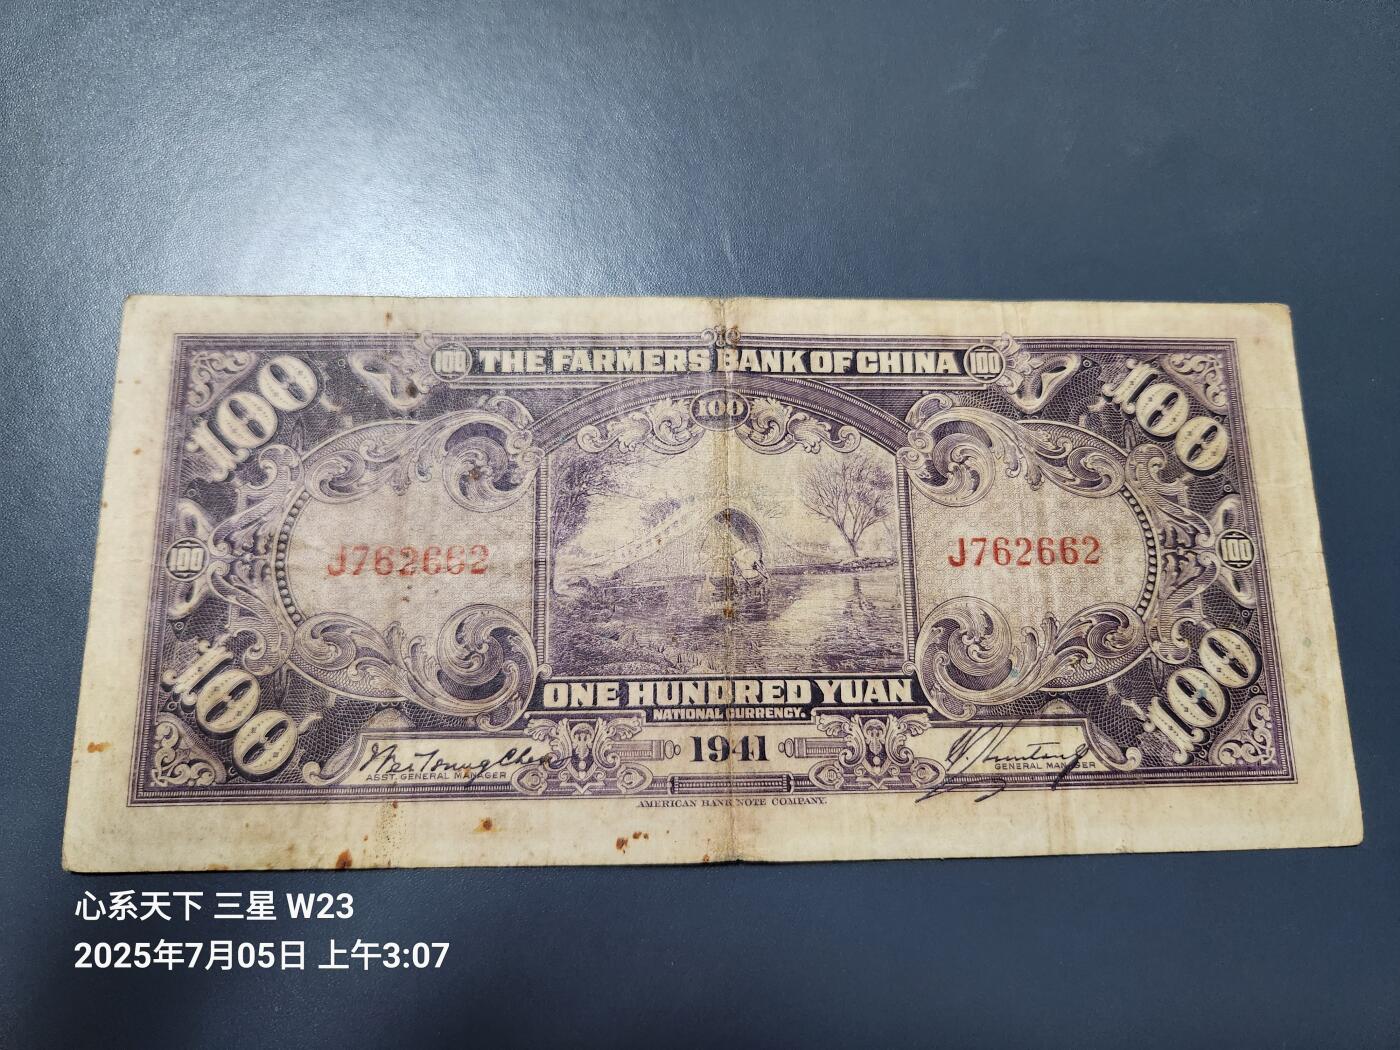 100 THE FARMERS BANK OF CHINA 100
100 100
100
J762662 J762662
100 100
ONE HUNDRED YUAN
NATIONAL CURRENCY.
100 100
1941
ASST. GENERAL MANAGER GENERAL MANAGER
AMERICAN BANK NOTE COMPANY.
心系天下 三星 W23
2025年7月05日 上午3:07